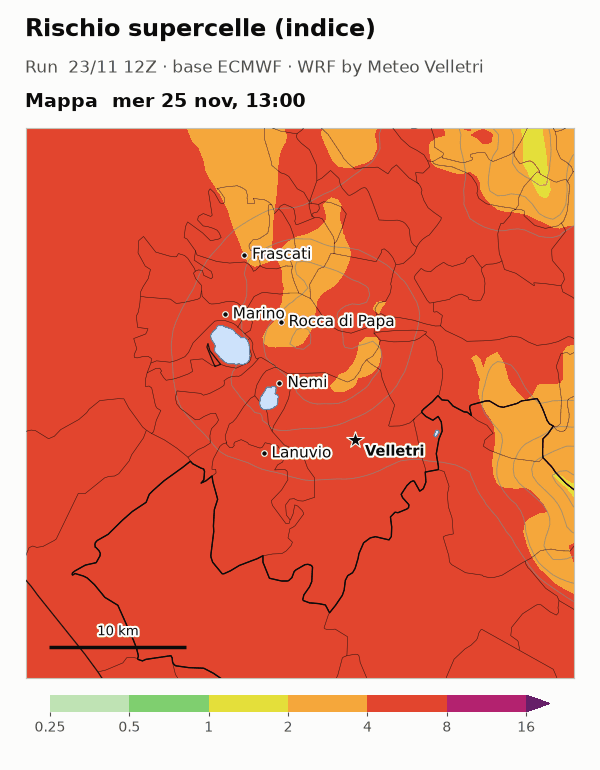 Rischio supercelle (indice)
Run  23/11 12Z · base ECMWF · WRF by Meteo Velletri
Mappa  mer 25 nov, 13:00
Frascati
Marino
Rocca di Papa
Nemi
Velletri
Lanuvio
10 km
0.25 0.5 1 2 4 8 16